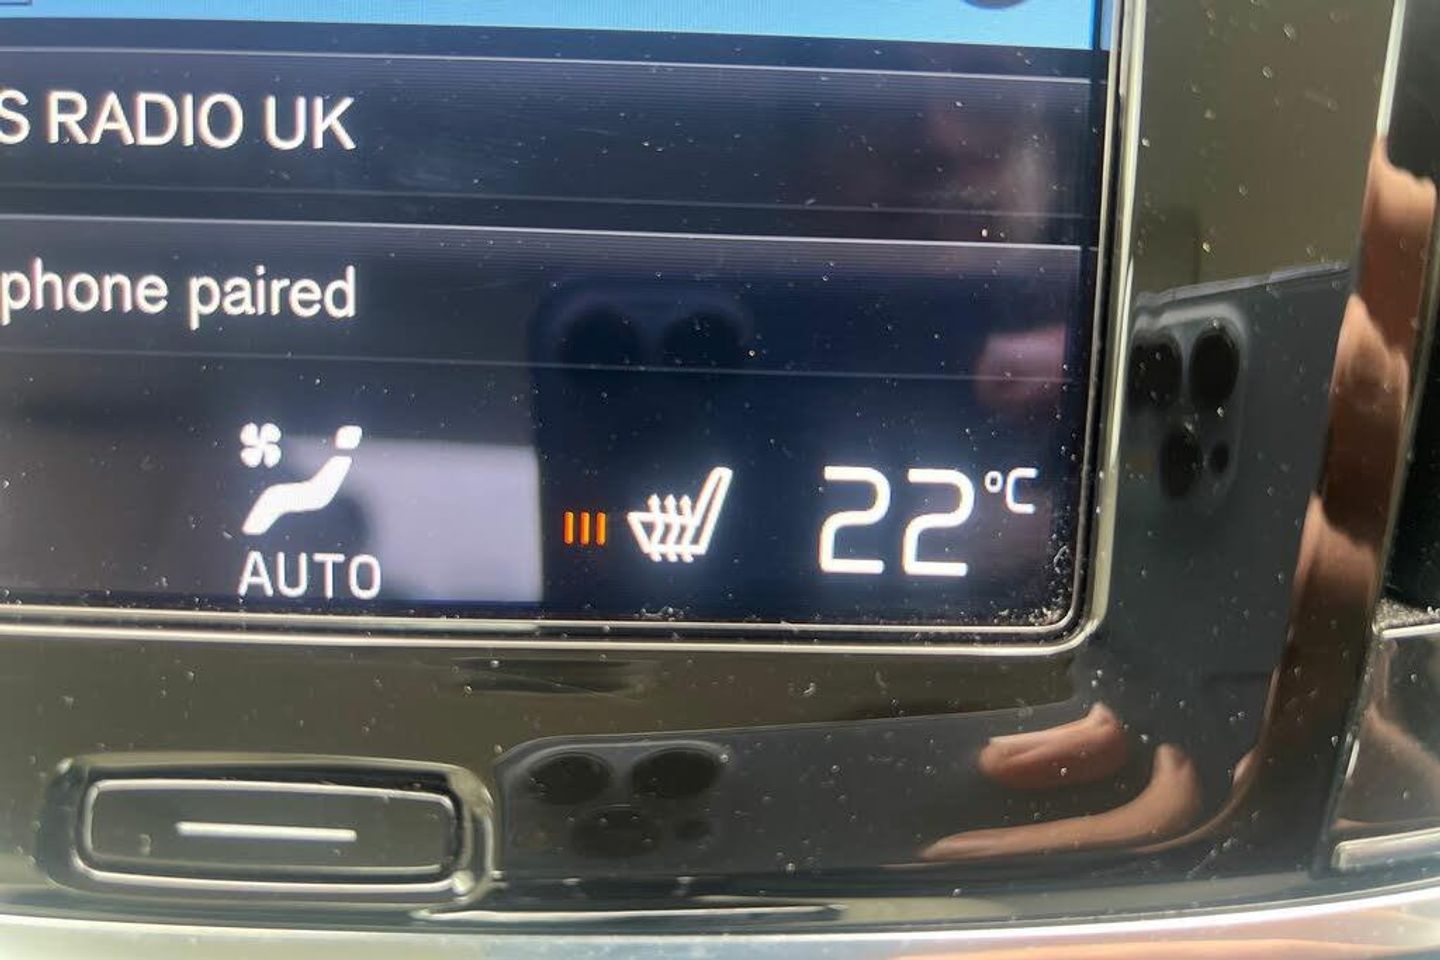 S RADIO UK
phone paired
22°C
AUTO